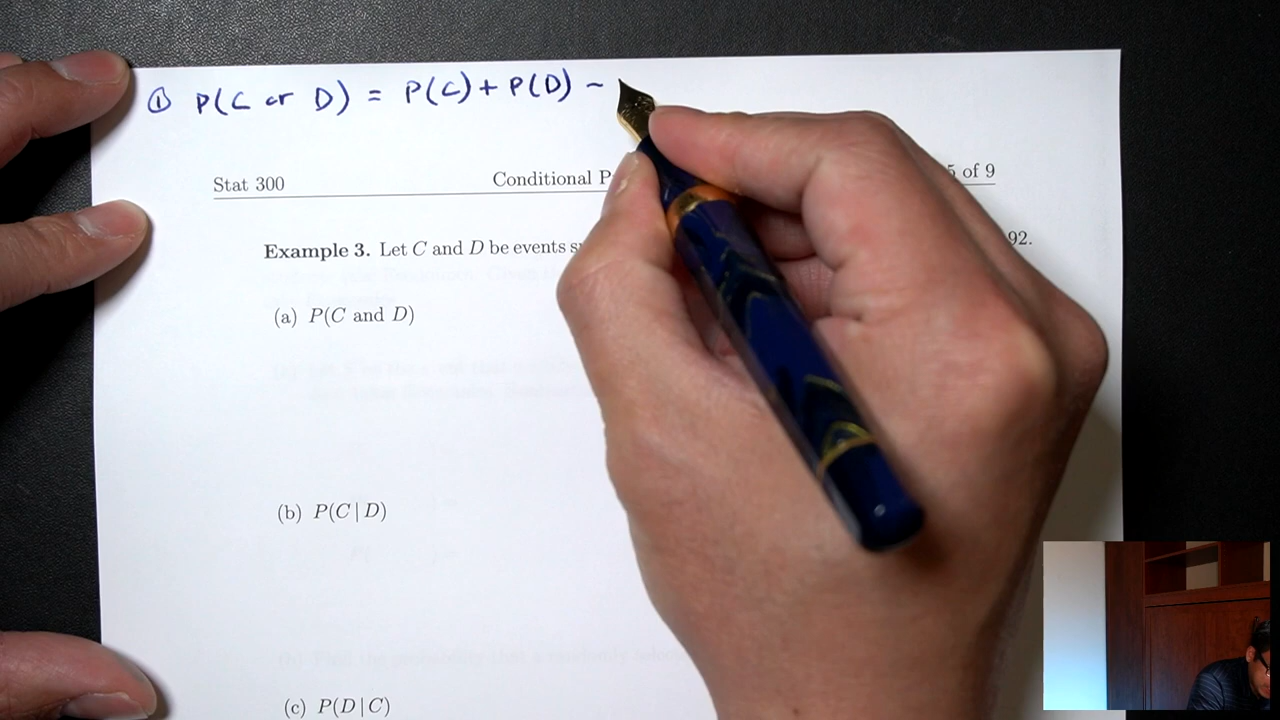 ① P(C or D) = P(C) + P(D) −
Stat 300 Conditional 5 of 9
Example 3. Let C and D be events 92.
(a) P(C and D)
(b) P(C | D)
(c) P(D | C)